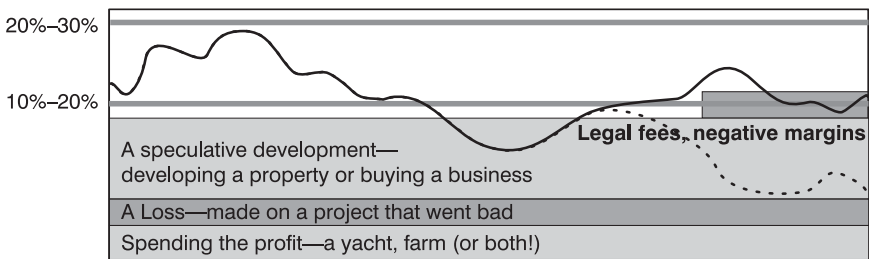 20%–30%
10%–20%
Legal fees, negative margins
A speculative development—
developing a property or buying a business
A Loss—made on a project that went bad
Spending the profit—a yacht, farm (or both!)